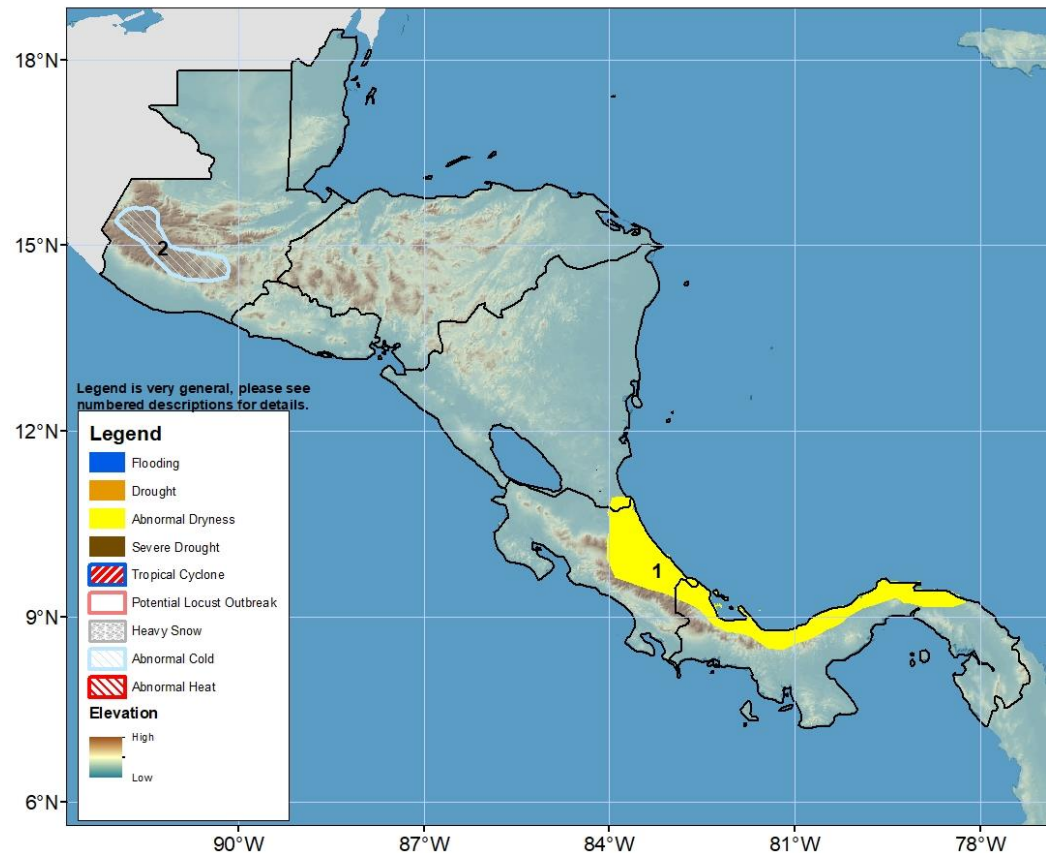 18°N
15°N
12°N
9°N
6°N
90°W
87°W
84°W
81°W
78°W
2
1
Legend is very general, please see
numbered descriptions for details.
Legend
Flooding
Drought
Abnormal Dryness
Severe Drought
Tropical Cyclone
Potential Locust Outbreak
Heavy Snow
Abnormal Cold
Abnormal Heat
Elevation
High
Low